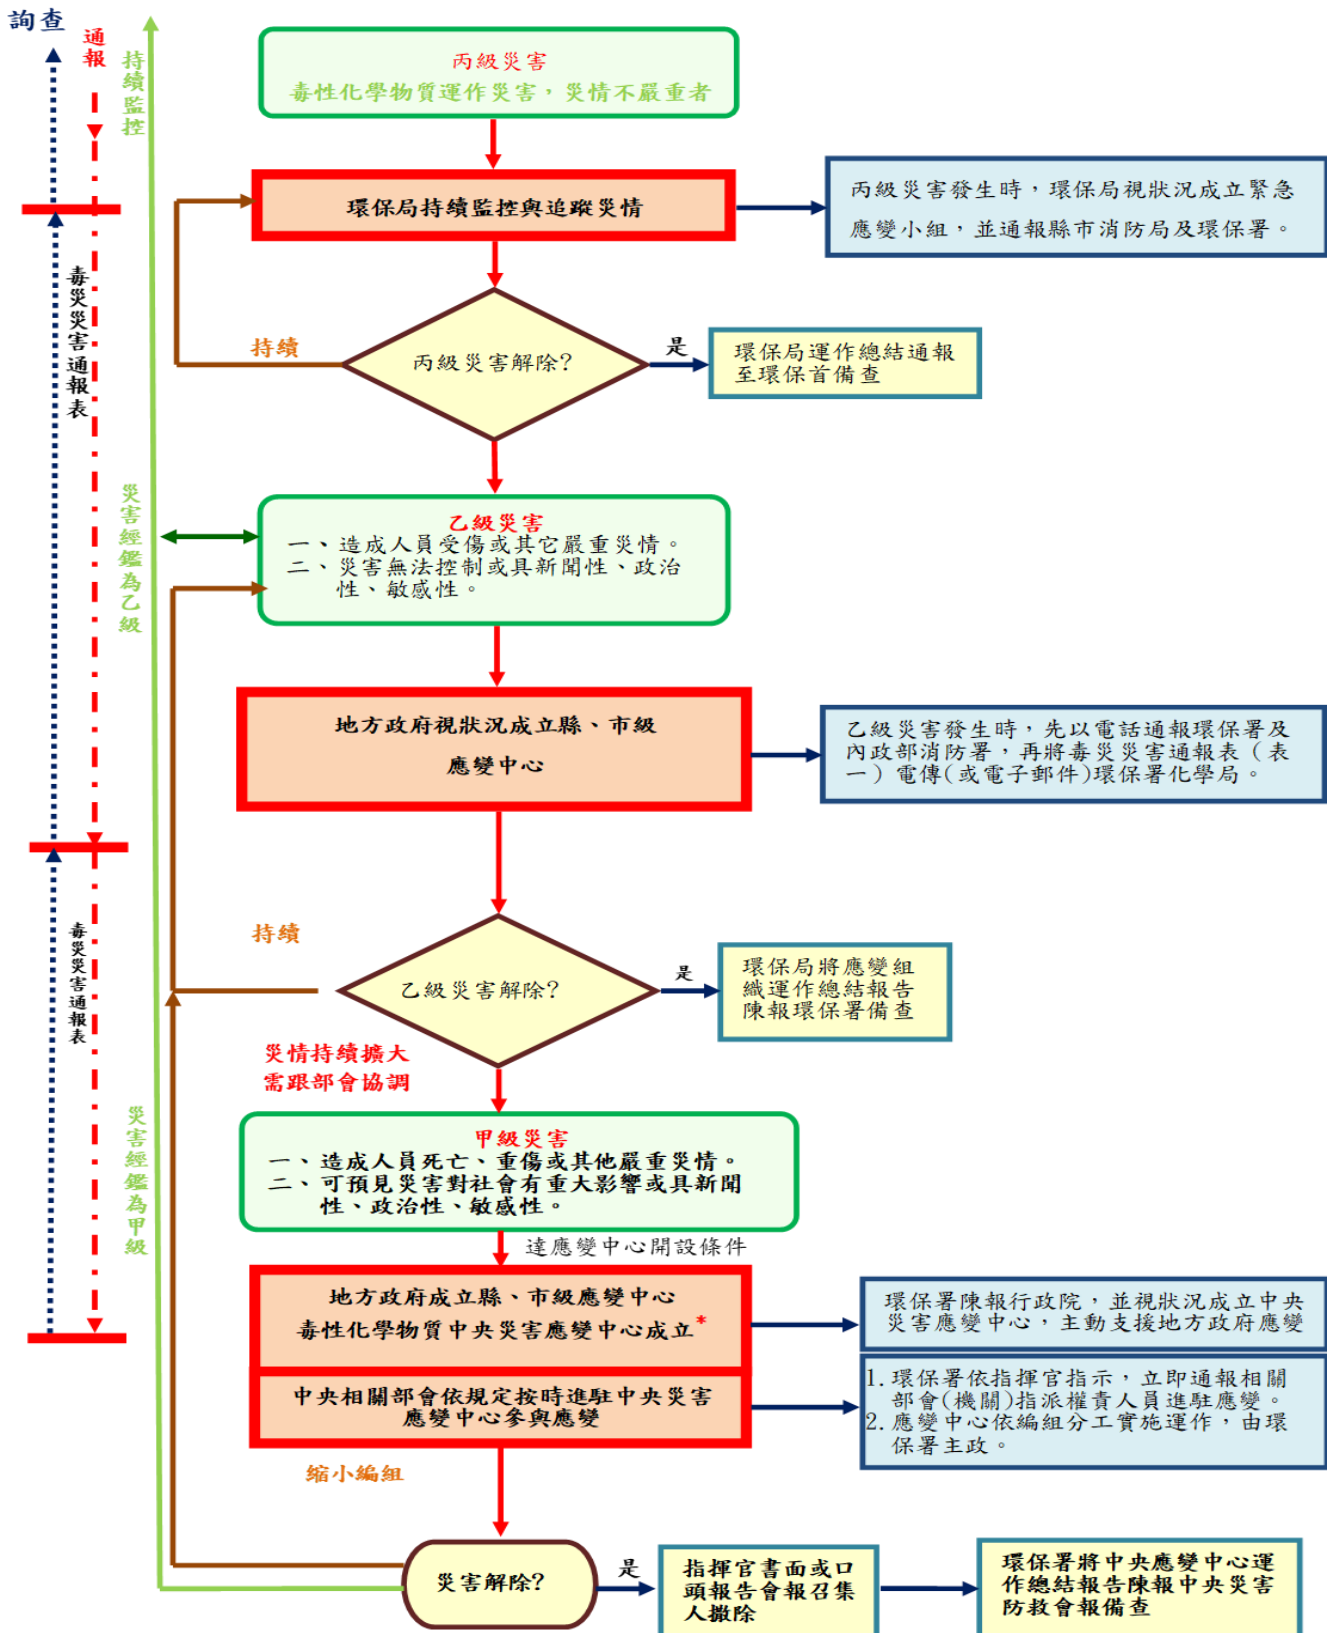 詢查
通報
持續監控
丙級災害
毒性化學物質運作災害，災情不嚴重者
環保局持續監控與追蹤災情
丙級災害發生時，環保局視狀況成立緊急
應變小組，並通報縣市消防局及環保署。
毒災災害通報表
持續
丙級災害解除?
是
環保局運作總結通報
至環保首備查
災害經鑑為乙級
乙級災害
一、造成人員受傷或其它嚴重災情。
二、災害無法控制或具新聞性、政治
性、敏感性。
地方政府視狀況成立縣、市級
應變中心
乙級災害發生時，先以電話通報環保署及
內政部消防署，再將毒災災害通報表（表
一）電傳(或電子郵件)環保署化學局。
毒災災害通報表
持續
乙級災害解除?
是
環保局將應變組
織運作總結報告
陳報環保署備查
災情持續擴大
需跟部會協調
災害經鑑為甲級
甲級災害
一、造成人員死亡、重傷或其他嚴重災情。
二、可預見災害對社會有重大影響或具新聞
性、政治性、敏感性。
達應變中心開設條件
地方政府成立縣、市級應變中心
毒性化學物質中央災害應變中心成立*
環保署陳報行政院，並視狀況成立中央
災害應變中心，主動支援地方政府應變
中央相關部會依規定按時進駐中央災害
應變中心參與應變
1.環保署依指揮官指示，立即通報相關
部會(機關)指派權責人員進駐應變。
2.應變中心依編組分工實施運作，由環
保署主政。
縮小編組
災害解除?
是
指揮官書面或口
頭報告會報召集
人撤除
環保署將中央應變中心運
作總結報告陳報中央災害
防救會報備查